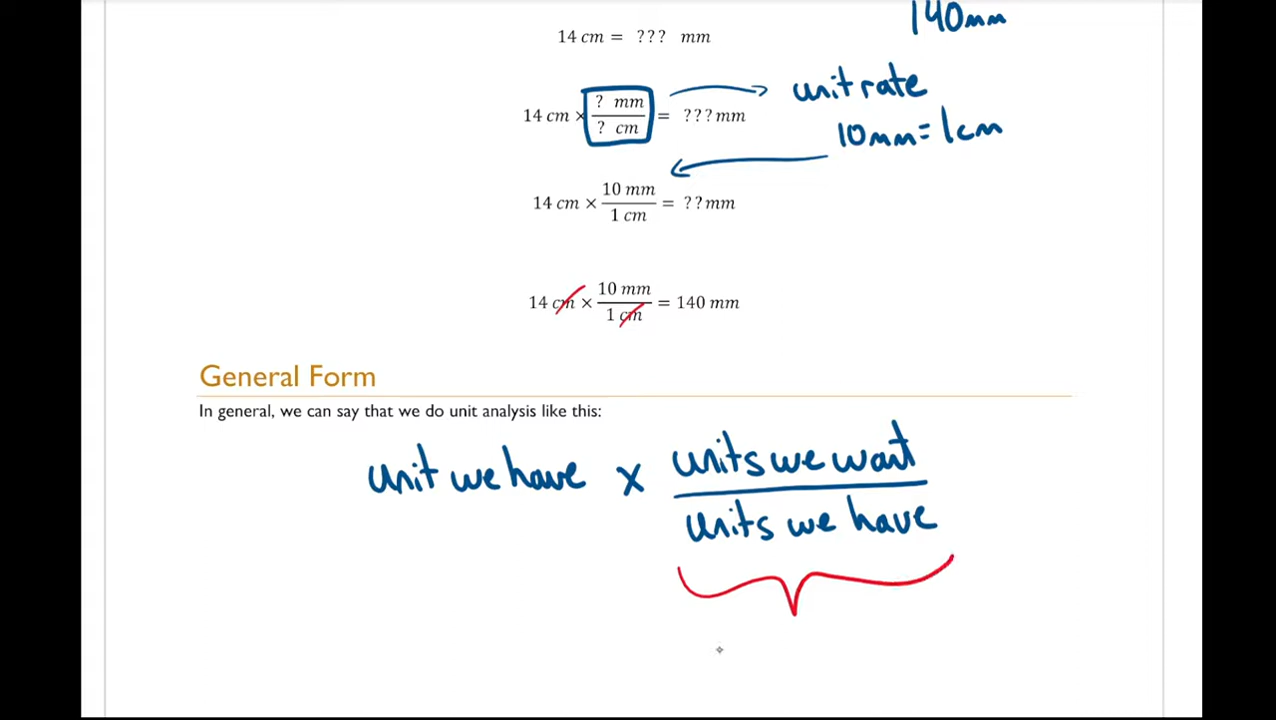 140mm
14 cm = ??? mm
unit rate
14 cm × ? mm / ? cm = ??? mm
10mm = 1cm
14 cm × 10 mm / 1 cm = ?? mm
14 cm × 10 mm / 1 cm = 140 mm
General Form
In general, we can say that we do unit analysis like this:
unit we have × units we want / units we have